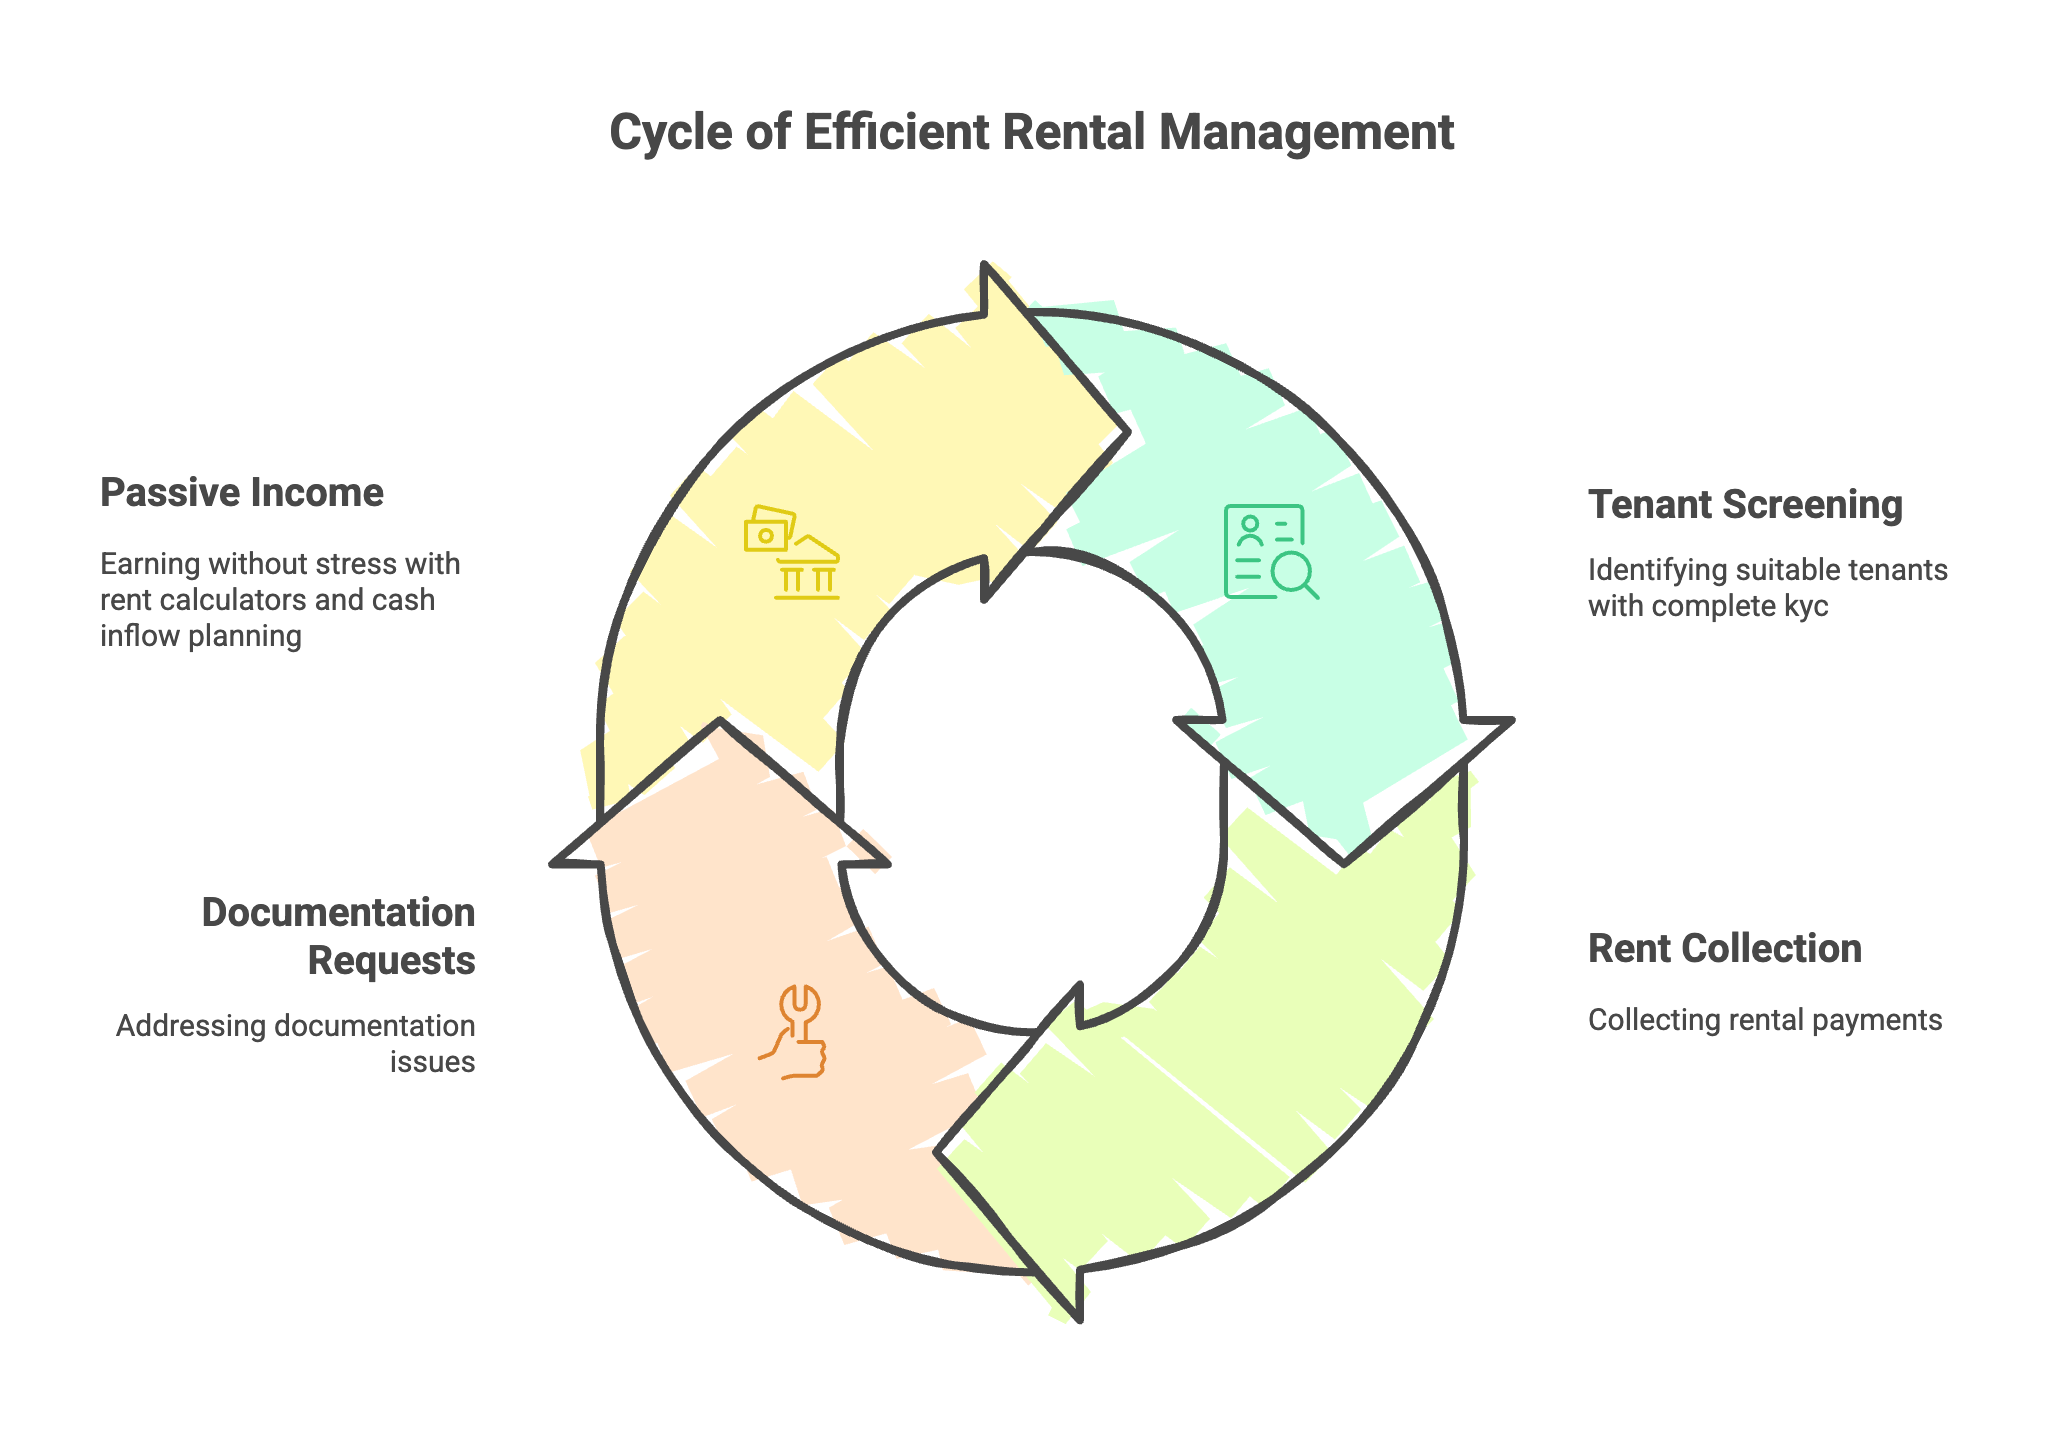 Cycle of Efficient Rental Management
Passive Income
Earning without stress with
rent calculators and cash
inflow planning
Tenant Screening
Identifying suitable tenants
with complete kyc
Documentation
Requests
Addressing documentation
issues
Rent Collection
Collecting rental payments